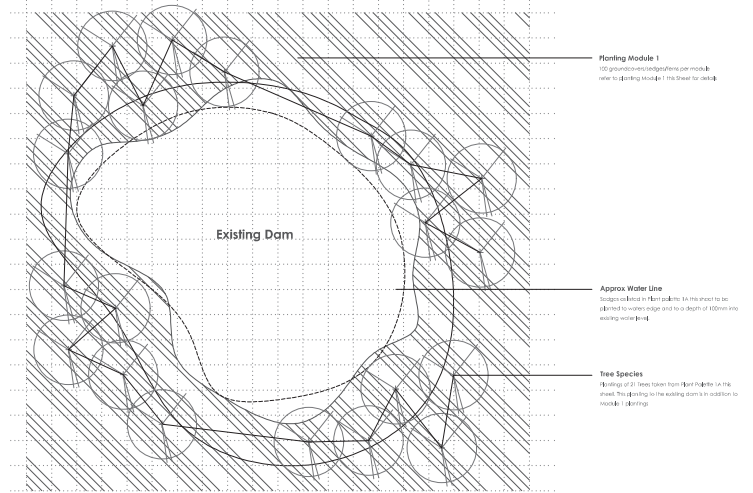 Planting Module 1
100 groundcovers/sedges/ferns per module
refer to planting Module 1 this Sheet for details
Existing Dam
Approx Water Line
Sedges as listed in Plant palette 1A this sheet to be
planted to waters edge and to a depth of 100mm into
existing water level.
Tree Species
Plantings of 21 Trees taken from Plant Palette 1A this
sheet. This planting to the existing dam is in addition to
Module 1 plantings